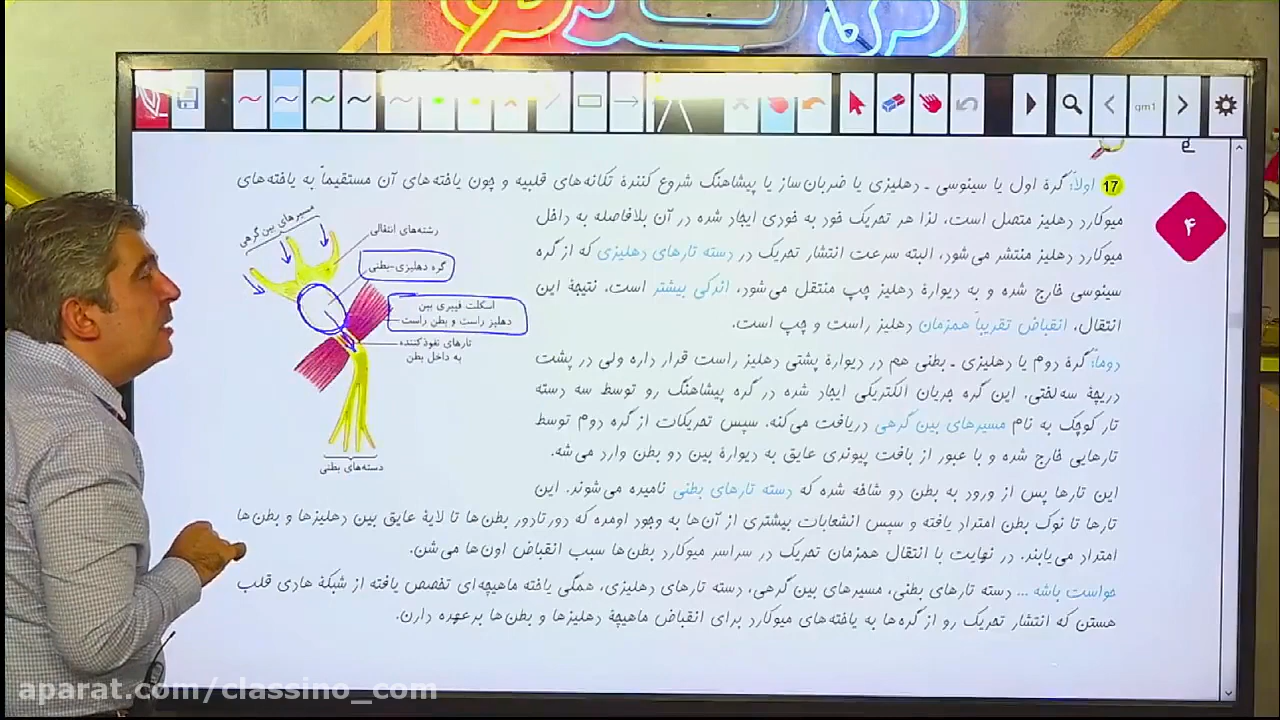 qm1
۴
17 اولاً: گرهٔ اول یا سینوسی ـ دهلیزی یا ضربان‌ساز یا پیشاهنگ شروع کنندهٔ تکانه‌های قلبیه و چون یاخته‌های آن مستقیماً به یاخته‌های
میوکارد دهلیز متصل است، لذا هر تحریک خود به خودی ایجاد شده در آن بلافاصله به داخل
میوکارد دهلیز منتشر می‌شود، البته سرعت انتشار تحریک در دسته تارهای دهلیزی که از گره
سینوسی خارج شده و به دیوارهٔ دهلیز چپ منتقل می‌شود، اندکی بیشتر است. نتیجهٔ این
انتقال، انقباض تقریباً همزمان دهلیز راست و چپ است.
دوماً: گرهٔ دوم یا دهلیزی ـ بطنی هم در دیوارهٔ پشتی دهلیز راست قرار داره ولی در پشت
دریچهٔ سه‌لختی. این گره جریان الکتریکی ایجاد شده در گره پیشاهنگ رو توسط سه دسته
تار کوچک به نام مسیرهای بین گرهی دریافت می‌کنه. سپس تحریکات از گره دوم توسط
تارهایی خارج شده و با عبور از بافت پیوندی عایق به دیوارهٔ بین دو بطن وارد می‌شه.
این تارها پس از ورود به بطن دو شاخه شده که دسته تارهای بطنی نامیده می‌شوند. این
تارها تا نوک بطن امتداد یافته و سپس انشعابات بیشتری از آن‌ها به وجود اومده که دورتادور بطن‌ها تا لایهٔ عایق بین دهلیزها و بطن‌ها
امتداد می‌یابند. در نهایت با انتقال همزمان تحریک در سراسر میوکارد بطن‌ها سبب انقباض اون‌ها می‌شن.
حواست باشه ... دسته تارهای بطنی، مسیرهای بین گرهی، دسته تارهای دهلیزی، همگی یاخته ماهیچه‌ای تخصص یافته از شبکهٔ هادی قلب
هستن که انتشار تحریک رو از گره‌ها به یاخته‌های میوکارد برای انقباض ماهیچهٔ دهلیزها و بطن‌ها برعهده دارن.
مسیرهای بین گرهی
رشته‌های انتقالی
گره دهلیزی-بطنی
اسکلت فیبری بین
دهلیز راست و بطن راست
تارهای نفوذکننده
به داخل بطن
دسته‌های بطنی
aparat.com/classino_com